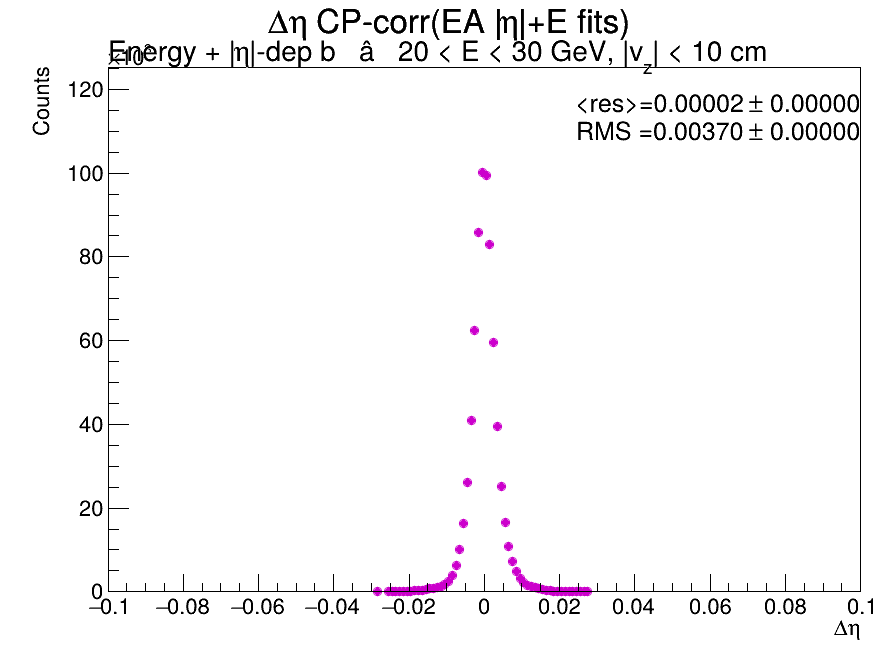 Δη CP-corr(EA |η|+E fits)
Energy + |η|-dep b â 20 < E < 30 GeV, |v_z| < 10 cm
Counts
<res>=0.00002 ± 0.00000
RMS =0.00370 ± 0.00000
120
100
80
60
40
20
0
−0.1 −0.08 −0.06 −0.04 −0.02 0 0.02 0.04 0.06 0.08 0.1
Δη